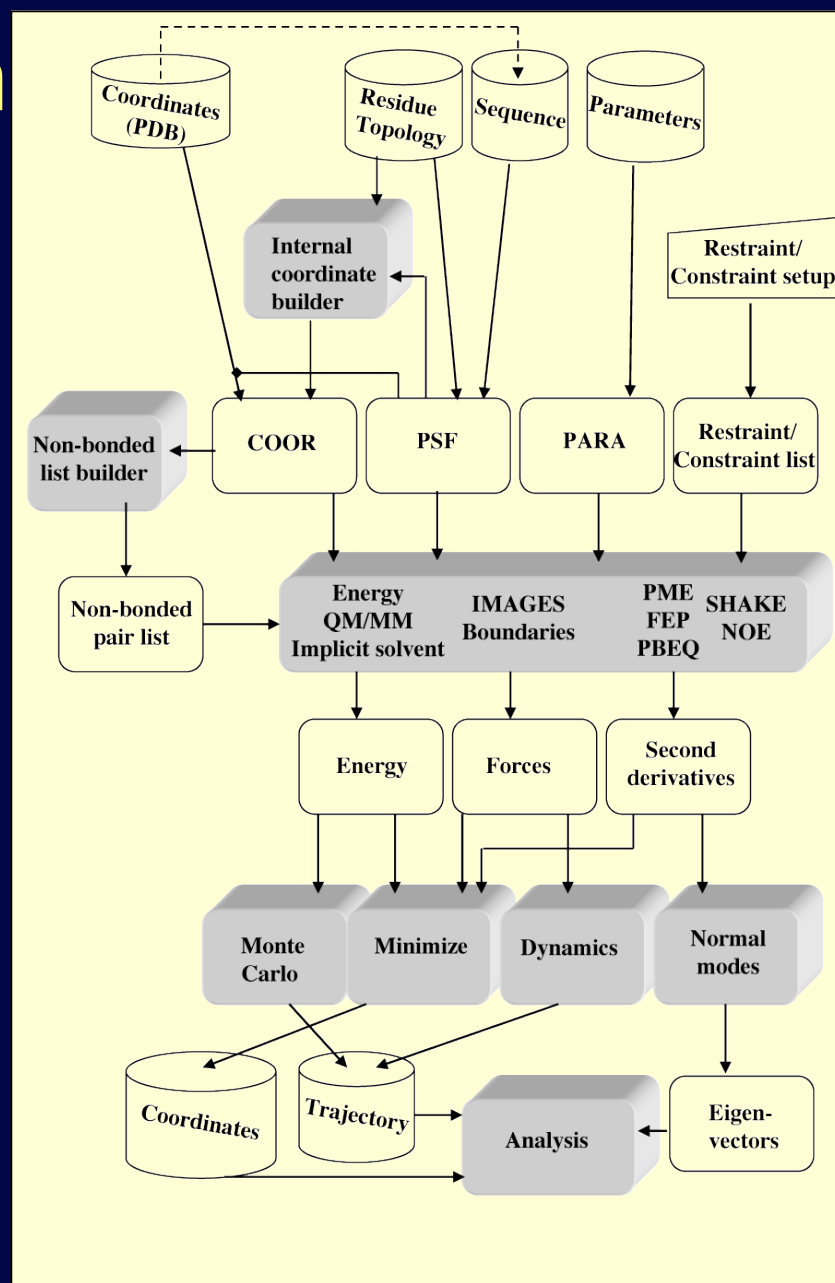 n
Coordinates
(PDB)
Residue
Topology
Sequence
Parameters
Internal
coordinate
builder
Restraint/
Constraint setup
Non-bonded
list builder
COOR
PSF
PARA
Restraint/
Constraint list
Non-bonded
pair list
Energy
QM/MM
Implicit solvent
IMAGES
Boundaries
PME
FEP
PBEQ
SHAKE
NOE
Energy
Forces
Second
derivatives
Monte
Carlo
Minimize
Dynamics
Normal
modes
Coordinates
Trajectory
Analysis
Eigen-
vectors